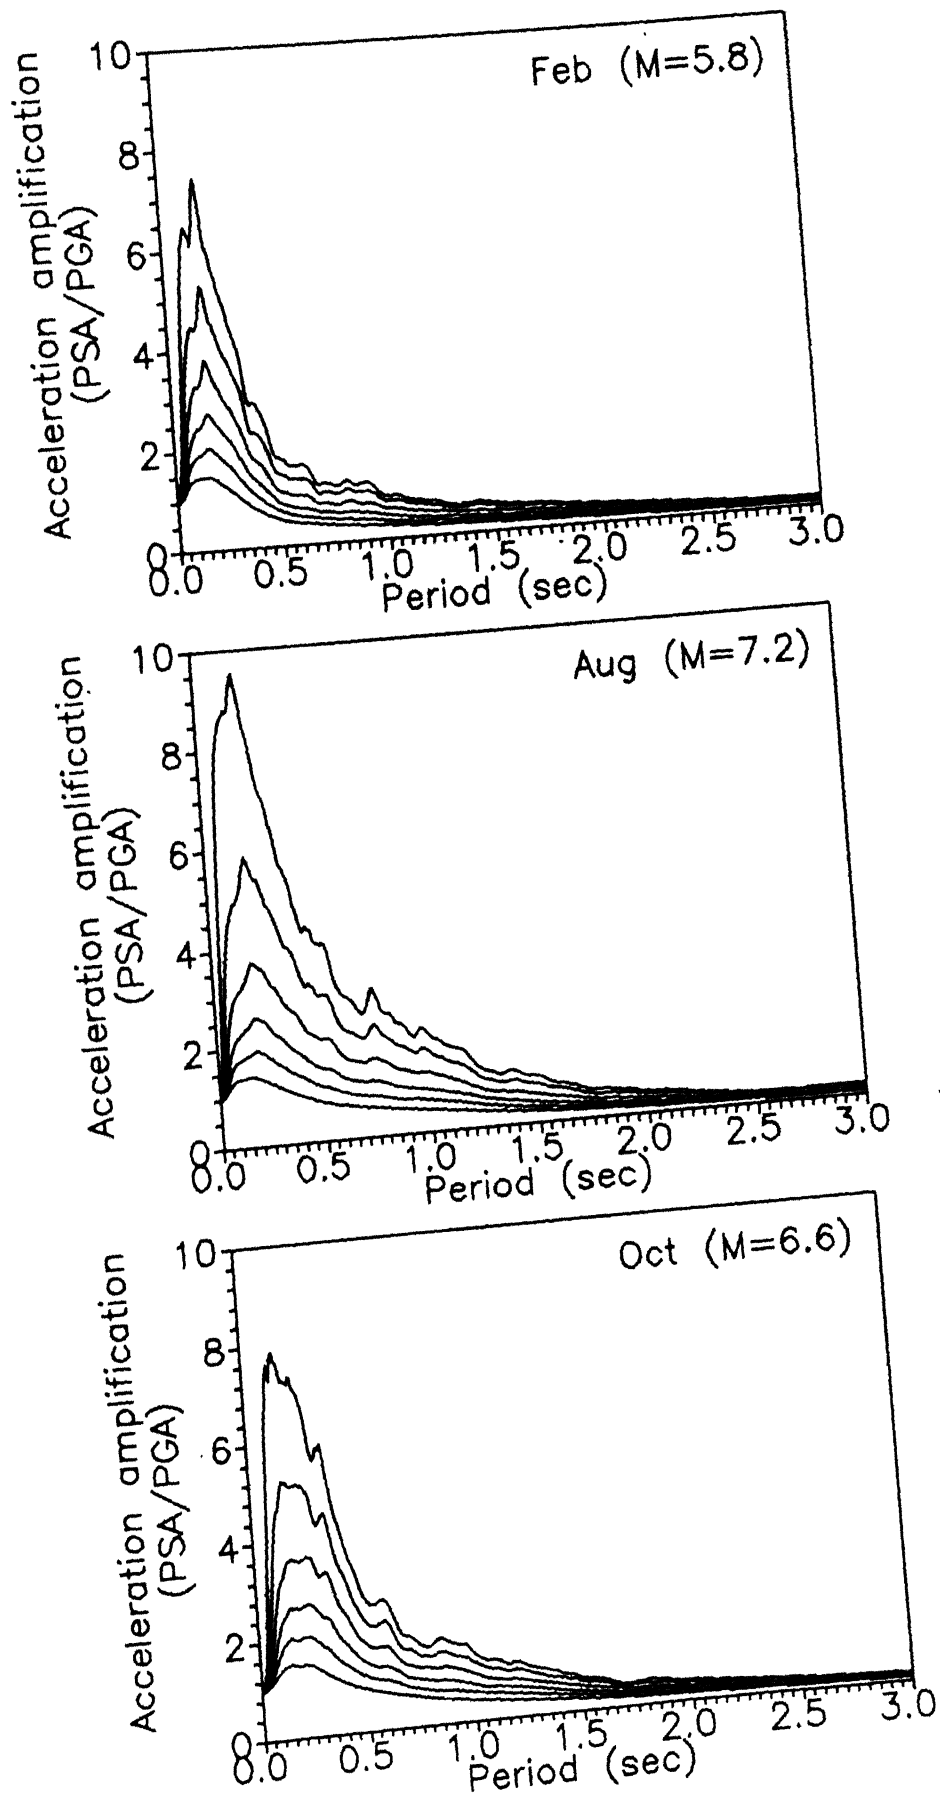 Feb (M=5.8)
Acceleration amplification
(PSA/PGA)
10
8
6
4
2
0
0.0 0.5 1.0 1.5 2.0 2.5 3.0
Period (sec)
Aug (M=7.2)
Acceleration amplification
(PSA/PGA)
10
8
6
4
2
0
0.0 0.5 1.0 1.5 2.0 2.5 3.0
Period (sec)
Oct (M=6.6)
Acceleration amplification
(PSA/PGA)
10
8
6
4
2
0
0.0 0.5 1.0 1.5 2.0 2.5 3.0
Period (sec)